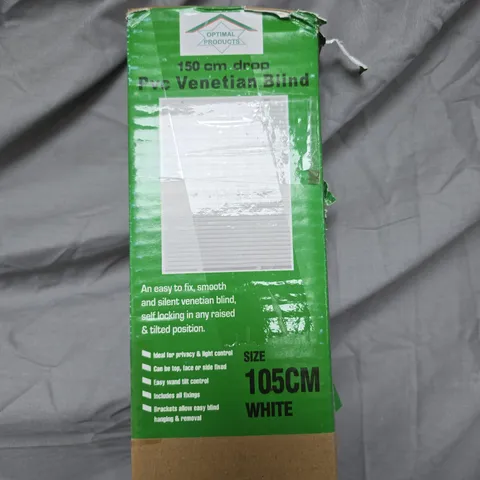 OPTIMAL
PRODUCTS
150 cm drop
Pvc Venetian Blind
An easy to fix, smooth
and silent venetian blind,
self locking in any raised
& tilted position.
Ideal for privacy & light control
Can be top, face or side fixed
Easy wand tilt control
Includes all fixings
Brackets allow easy blind
hanging & removal
SIZE
105CM
WHITE